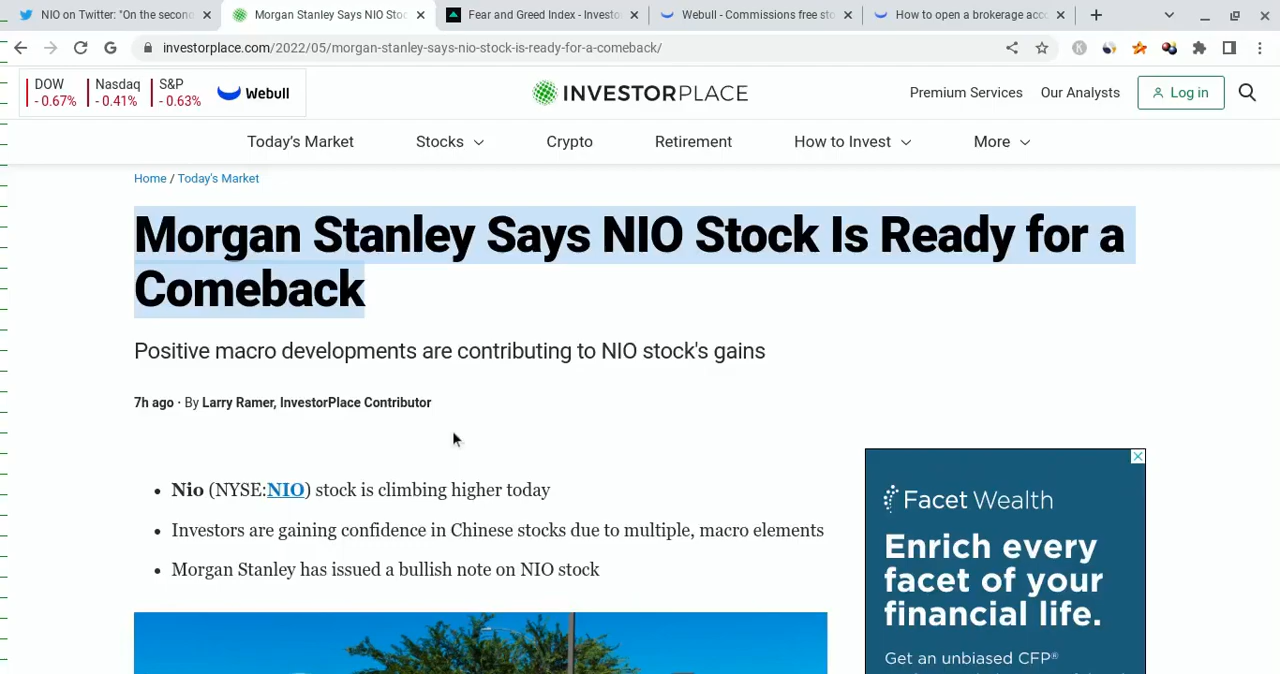 NIO on Twitter: "On the secon
Morgan Stanley Says NIO Stoc
Fear and Greed Index - Investo
Webull - Commissions free sto
How to open a brokerage acco
investorplace.com/2022/05/morgan-stanley-says-nio-stock-is-ready-for-a-comeback/
DOW Nasdaq S&P
- 0.67% - 0.41% - 0.63%
Webull
INVESTORPLACE
Premium Services Our Analysts Log in
Today's Market Stocks Crypto Retirement How to Invest More
Home / Today's Market
Morgan Stanley Says NIO Stock Is Ready for a
Comeback
Positive macro developments are contributing to NIO stock's gains
7h ago · By Larry Ramer, InvestorPlace Contributor
• Nio (NYSE:NIO) stock is climbing higher today
• Investors are gaining confidence in Chinese stocks due to multiple, macro elements
• Morgan Stanley has issued a bullish note on NIO stock
Facet Wealth
Enrich every
facet of your
financial life.
Get an unbiased CFP®